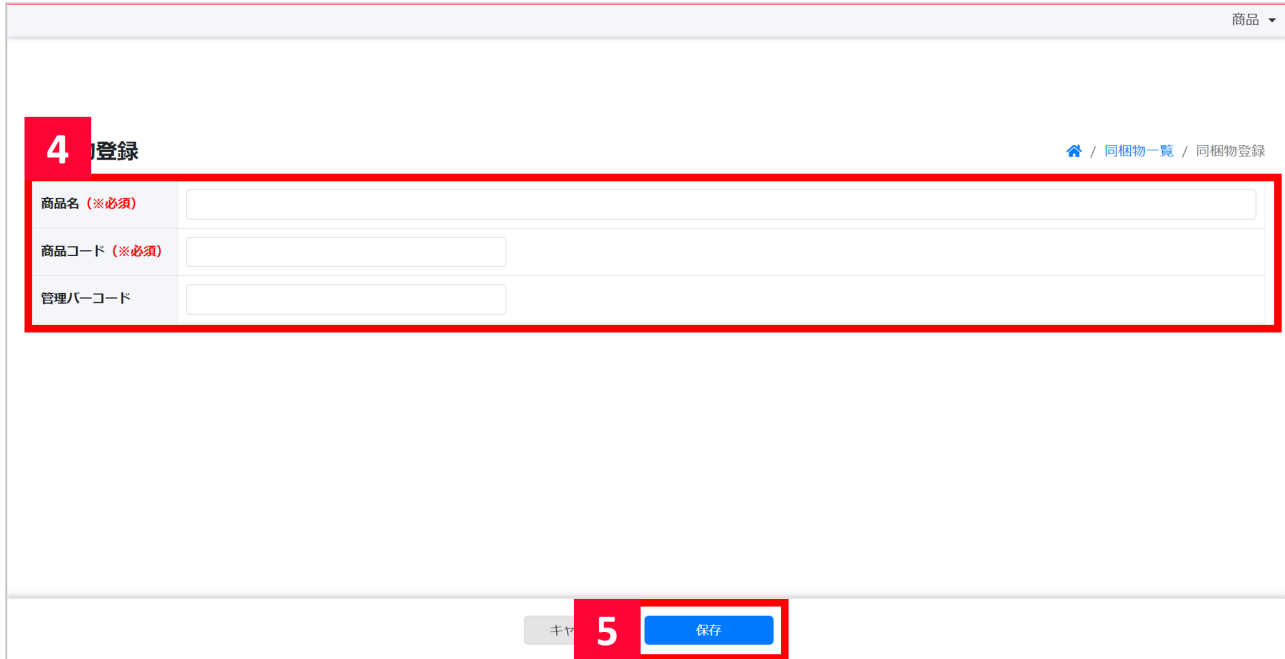 商品
4
登録
/ 同梱物一覧 / 同梱物登録
商品名（※必須）
商品コード（※必須）
管理バーコード
キャ
5
保存